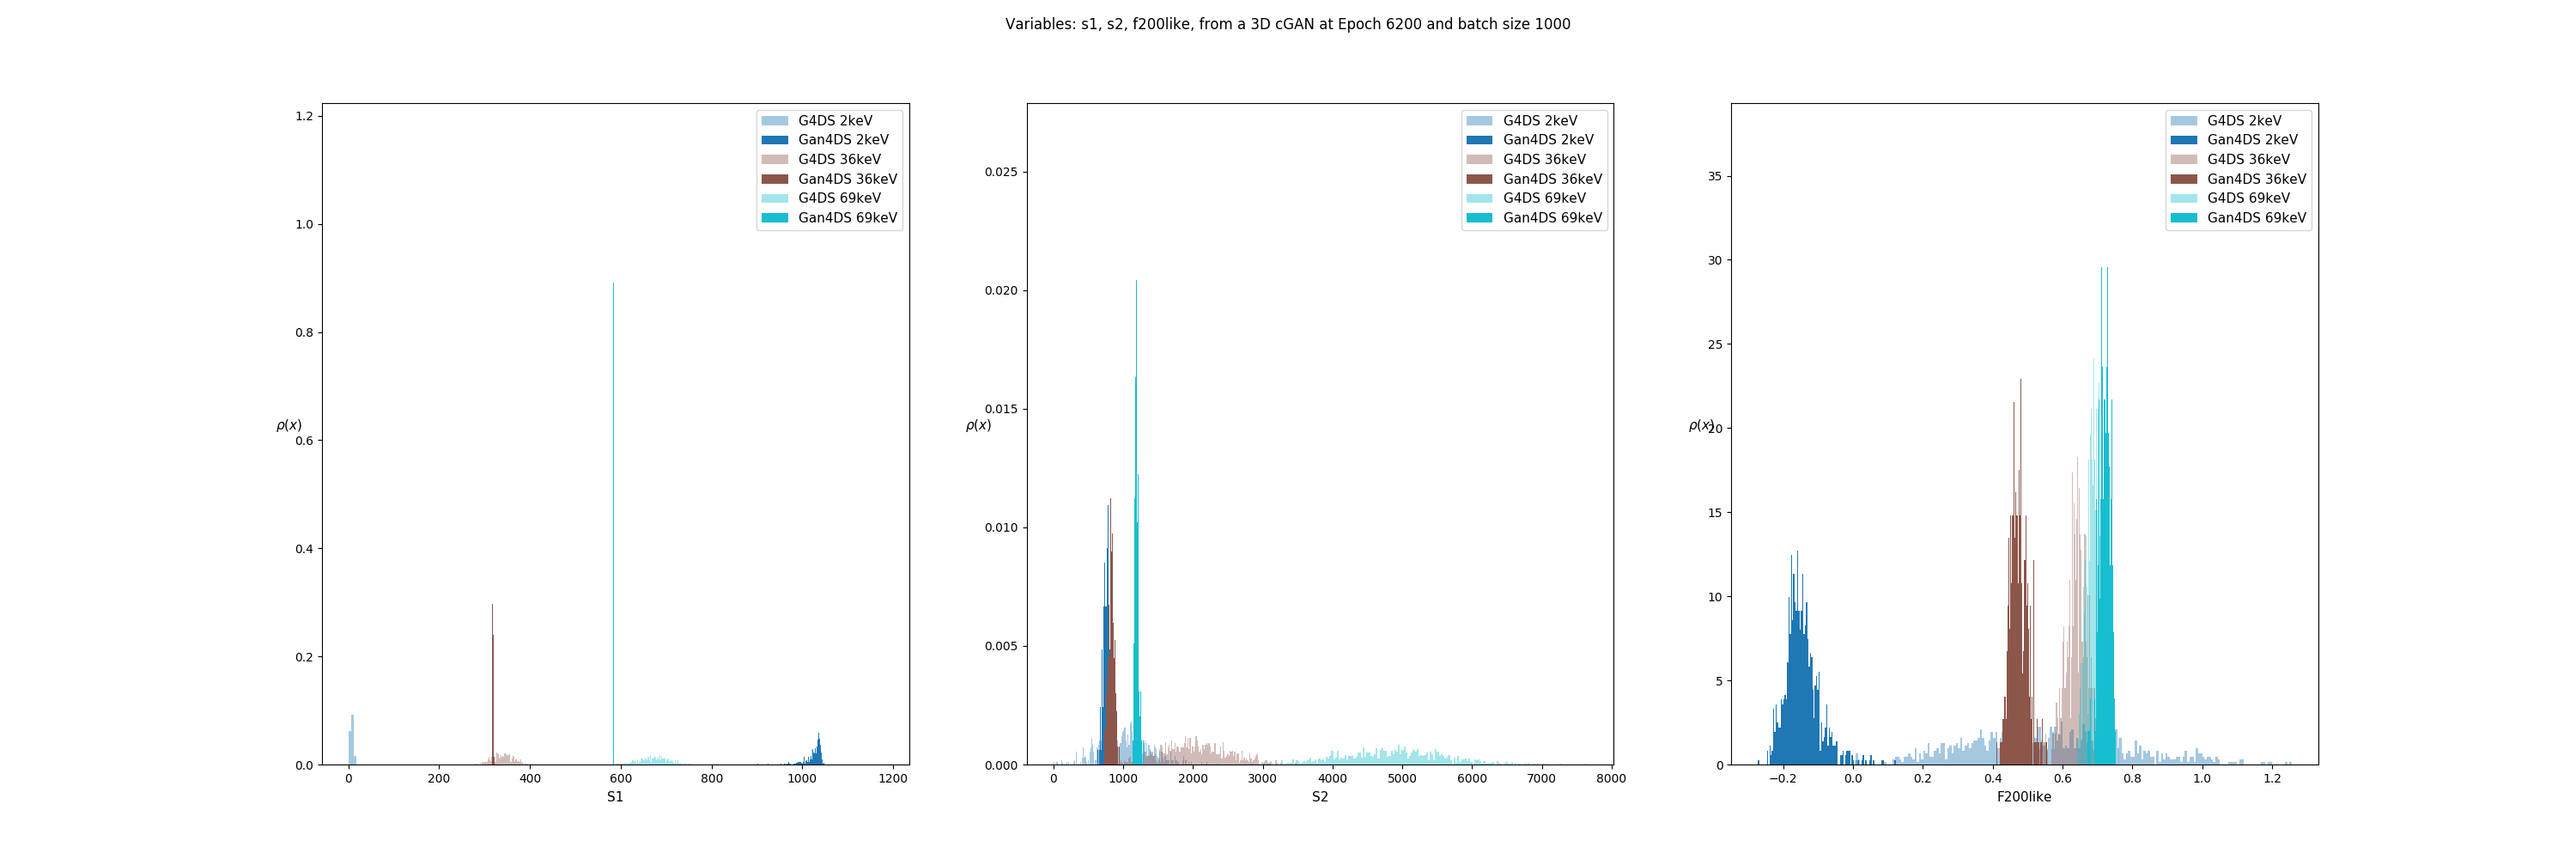 Variables: s1, s2, f200like, from a 3D cGAN at Epoch 6200 and batch size 1000
1.2
1.0
0.8
0.6
0.4
0.2
0.0
ρ(x)
0
200
400
600
800
1000
1200
S1
G4DS 2keV
Gan4DS 2keV
G4DS 36keV
Gan4DS 36keV
G4DS 69keV
Gan4DS 69keV
0.025
0.020
0.015
0.010
0.005
0.000
ρ(x)
0
1000
2000
3000
4000
5000
6000
7000
8000
S2
G4DS 2keV
Gan4DS 2keV
G4DS 36keV
Gan4DS 36keV
G4DS 69keV
Gan4DS 69keV
35
30
25
20
15
10
5
0
ρ(x)
−0.2
0.0
0.2
0.4
0.6
0.8
1.0
1.2
F200like
G4DS 2keV
Gan4DS 2keV
G4DS 36keV
Gan4DS 36keV
G4DS 69keV
Gan4DS 69keV